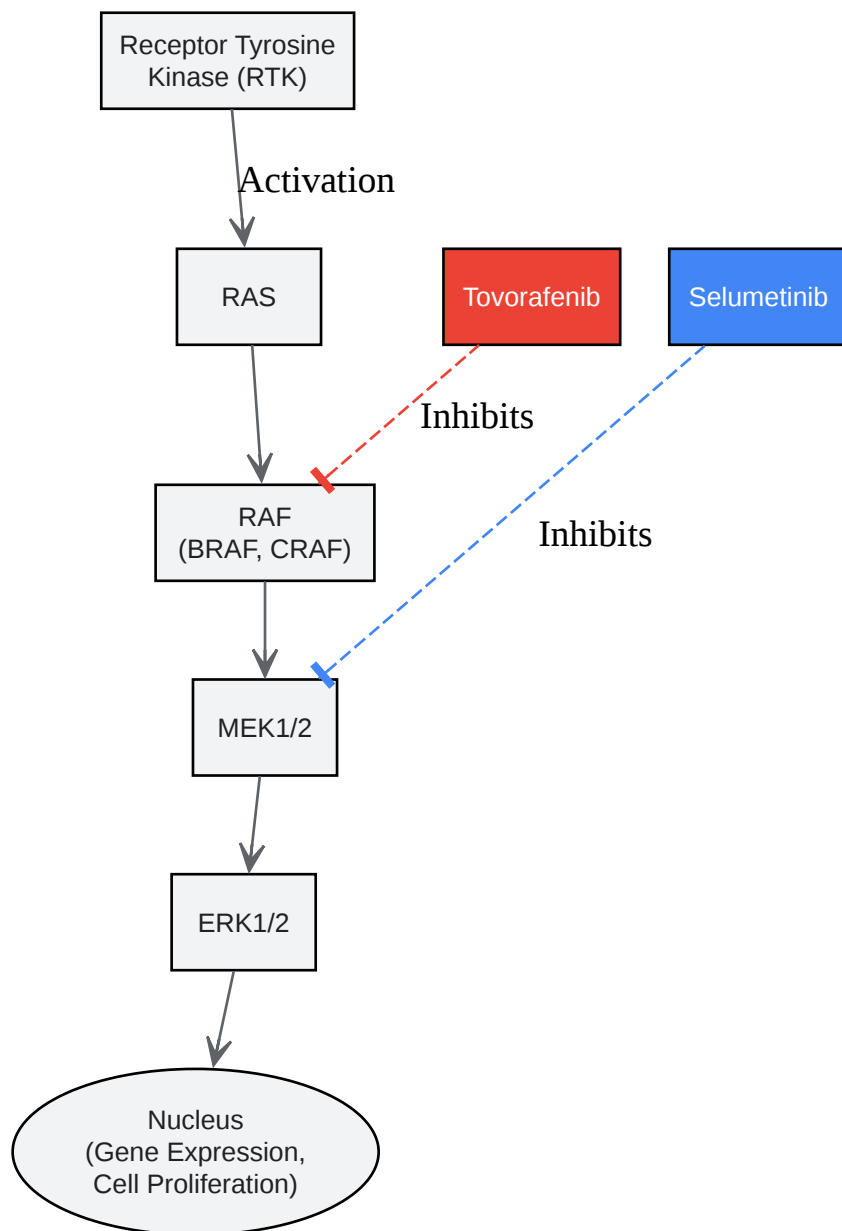 Receptor Tyrosine
Kinase (RTK)
Activation
RAS
Tovorafenib
Selumetinib
Inhibits
RAF
(BRAF, CRAF)
Inhibits
MEK1/2
ERK1/2
Nucleus
(Gene Expression,
Cell Proliferation)